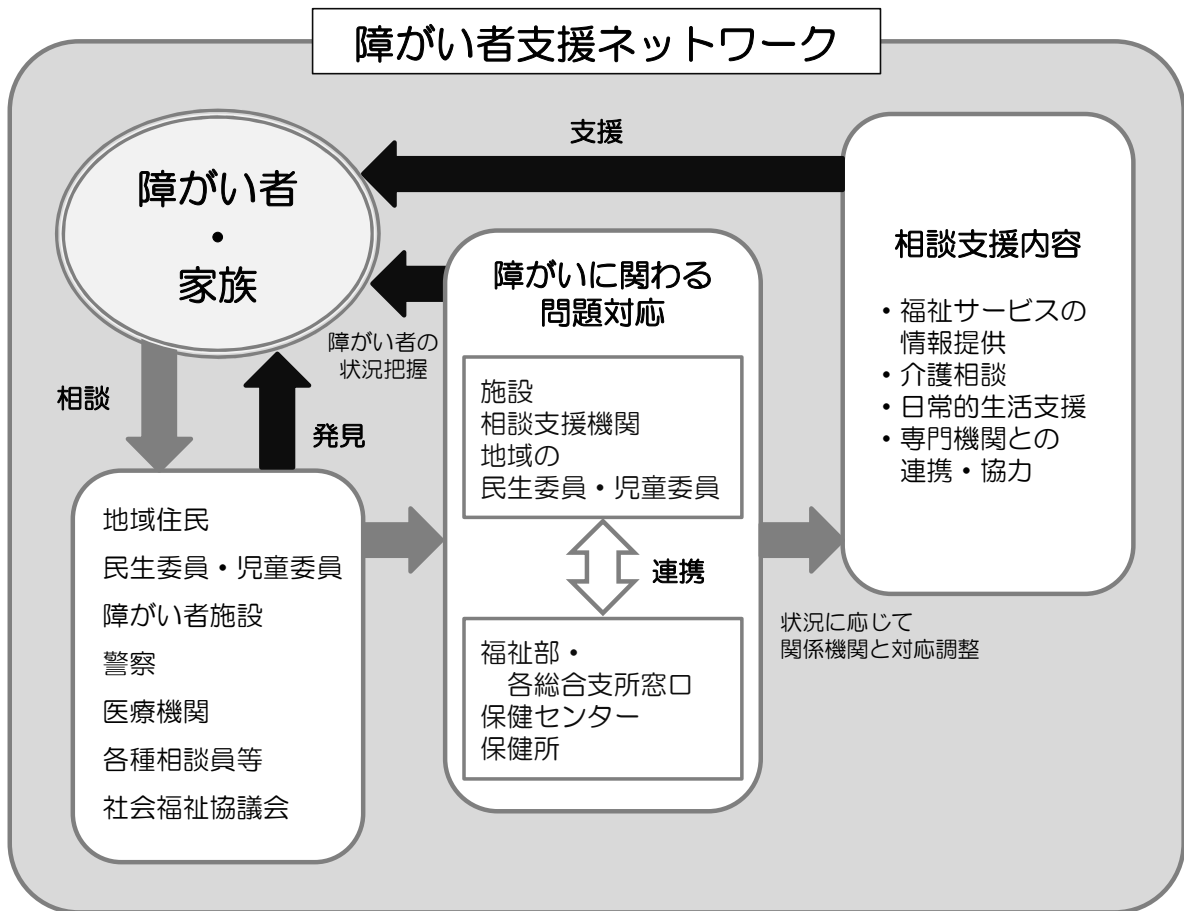 障がい者支援ネットワーク
障がい者
・
家族
支援
相談支援内容
・福祉サービスの
情報提供
・介護相談
・日常的生活支援
・専門機関との
連携・協力
障がいに関わる
問題対応
障がい者の
状況把握
相談
発見
施設
相談支援機関
地域の
民生委員・児童委員
連携
福祉部・
各総合支所窓口
保健センター
保健所
地域住民
民生委員・児童委員
障がい者施設
警察
医療機関
各種相談員等
社会福祉協議会
状況に応じて
関係機関と対応調整